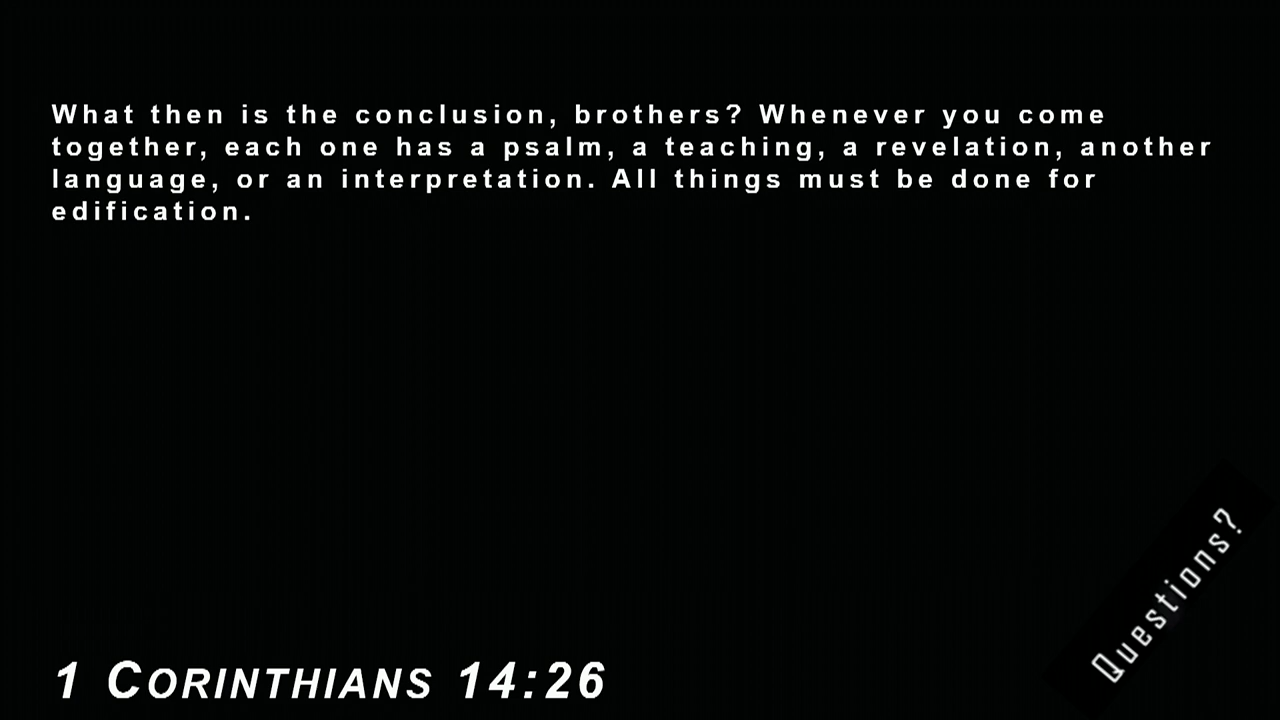 What then is the conclusion, brothers? Whenever you come
together, each one has a psalm, a teaching, a revelation, another
language, or an interpretation. All things must be done for
edification.
Questions?
1 CORINTHIANS 14:26